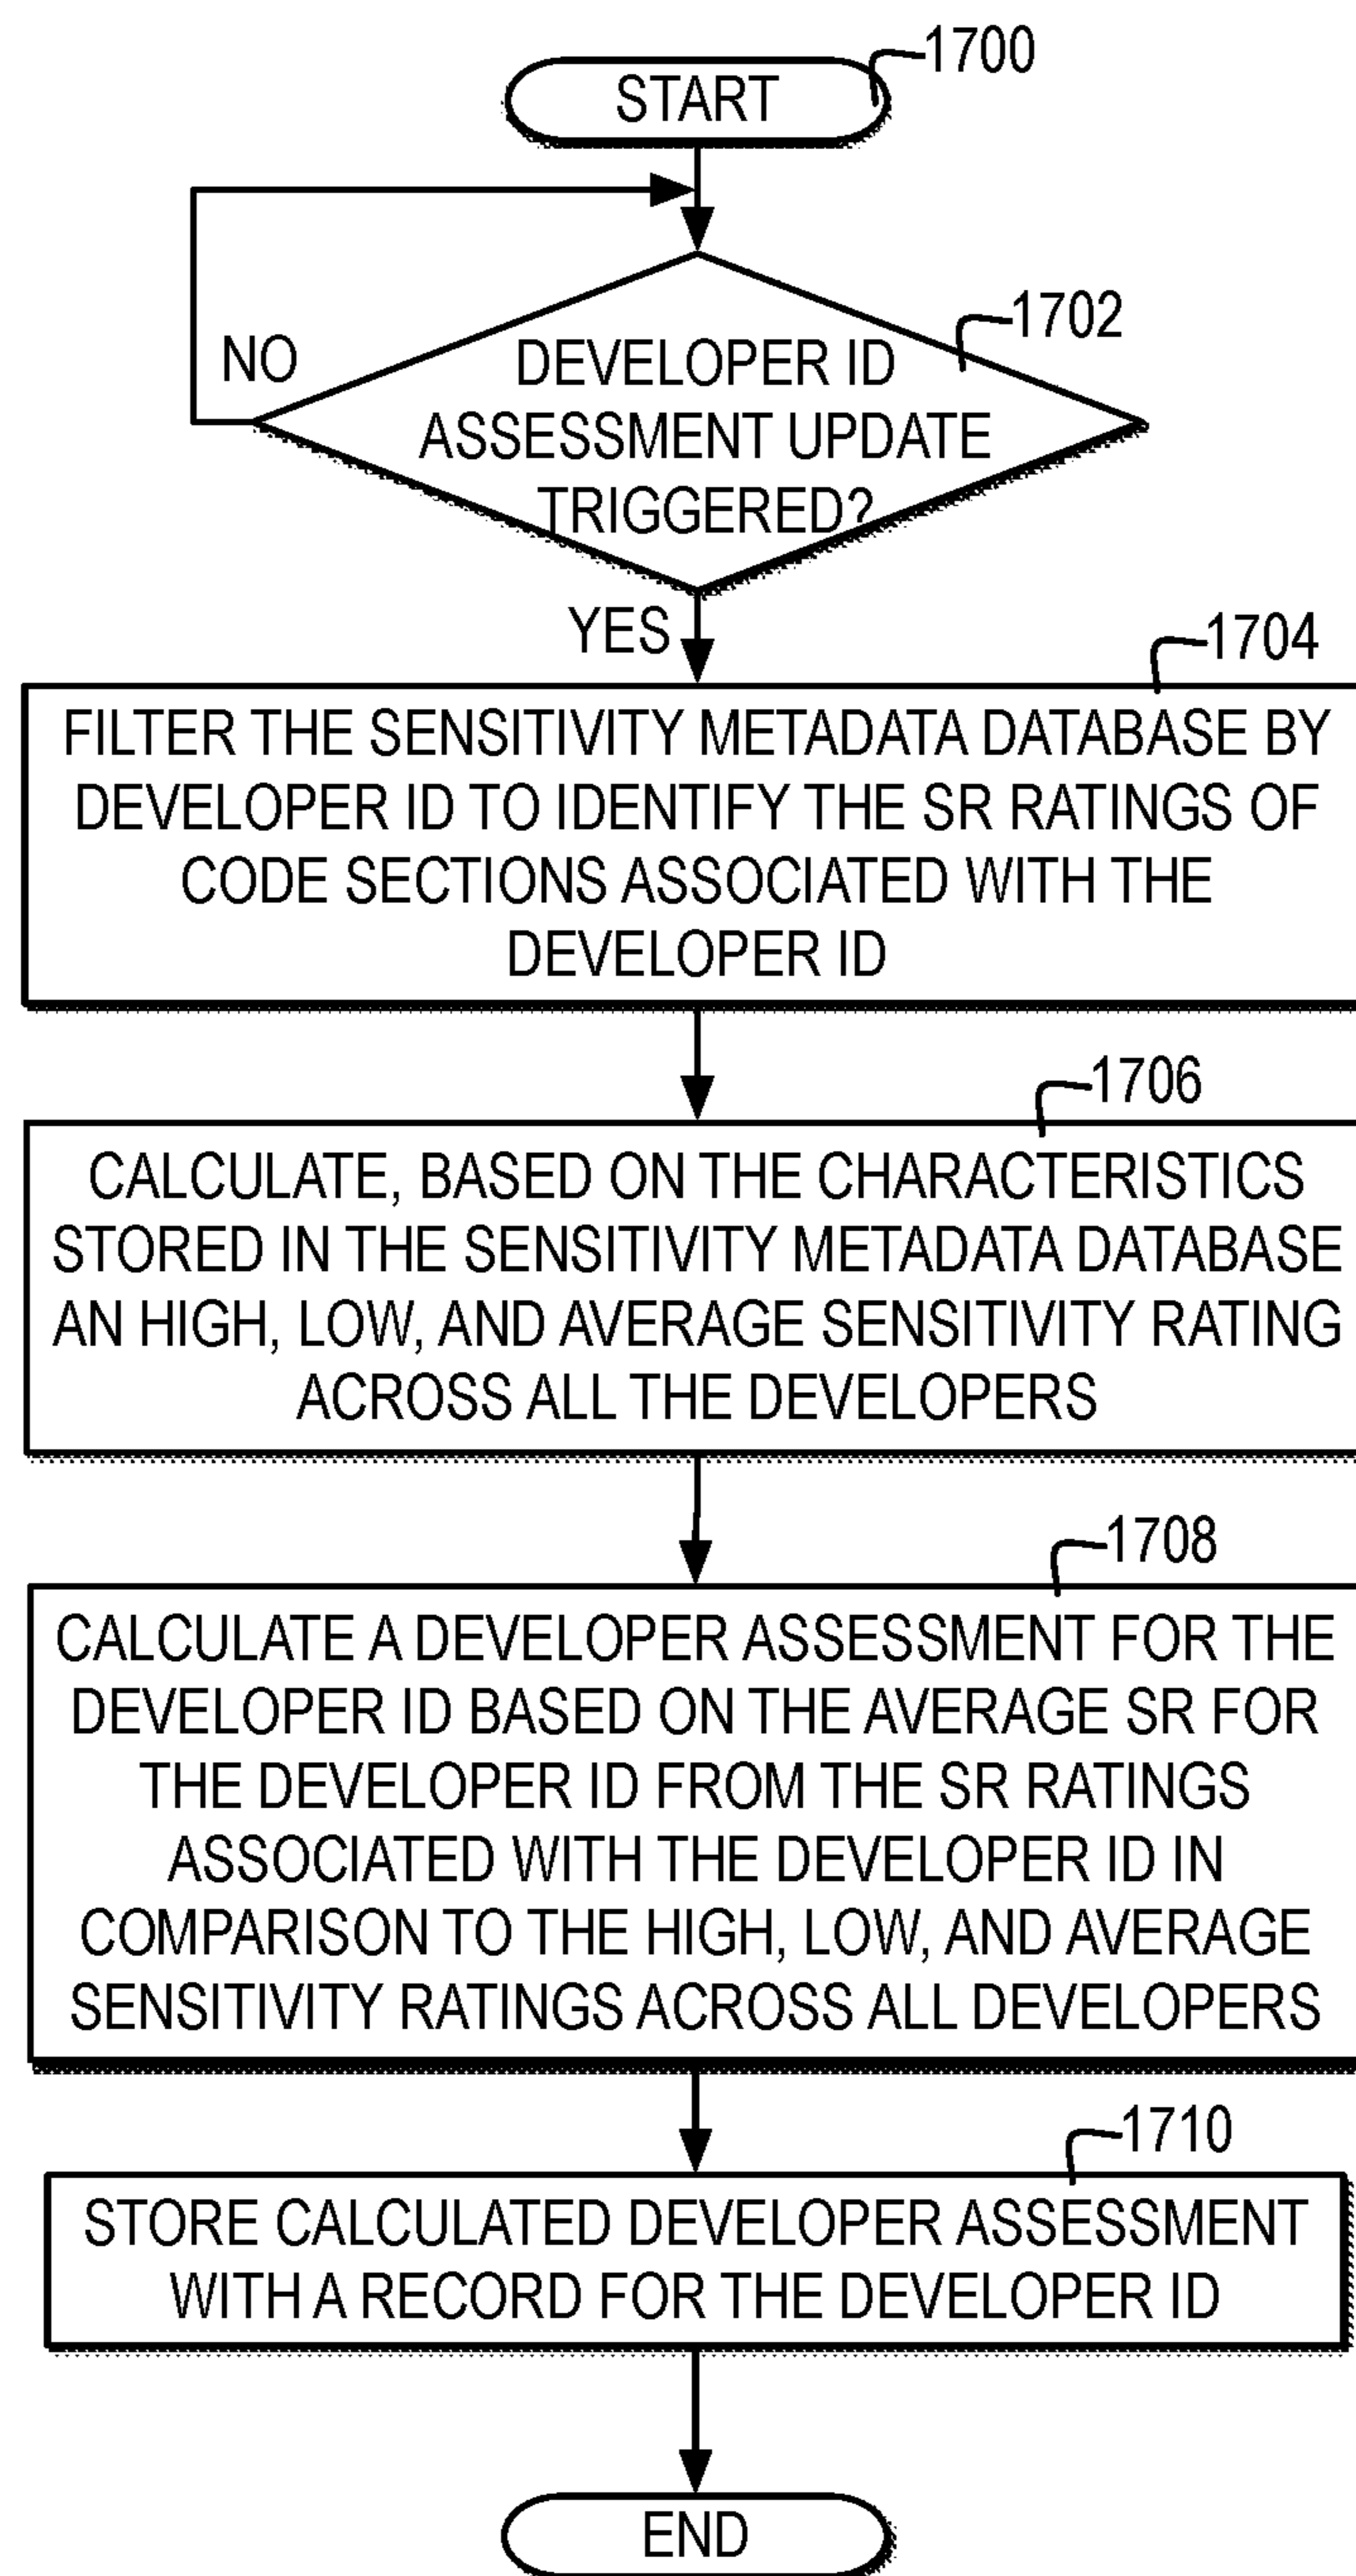 1700
START
1702
NO
DEVELOPER ID
ASSESSMENT UPDATE
TRIGGERED?
YES
1704
FILTER THE SENSITIVITY METADATA DATABASE BY
DEVELOPER ID TO IDENTIFY THE SR RATINGS OF
CODE SECTIONS ASSOCIATED WITH THE
DEVELOPER ID
1706
CALCULATE, BASED ON THE CHARACTERISTICS
STORED IN THE SENSITIVITY METADATA DATABASE
AN HIGH, LOW, AND AVERAGE SENSITIVITY RATING
ACROSS ALL THE DEVELOPERS
1708
CALCULATE A DEVELOPER ASSESSMENT FOR THE
DEVELOPER ID BASED ON THE AVERAGE SR FOR
THE DEVELOPER ID FROM THE SR RATINGS
ASSOCIATED WITH THE DEVELOPER ID IN
COMPARISON TO THE HIGH, LOW, AND AVERAGE
SENSITIVITY RATINGS ACROSS ALL DEVELOPERS
1710
STORE CALCULATED DEVELOPER ASSESSMENT
WITH A RECORD FOR THE DEVELOPER ID
END